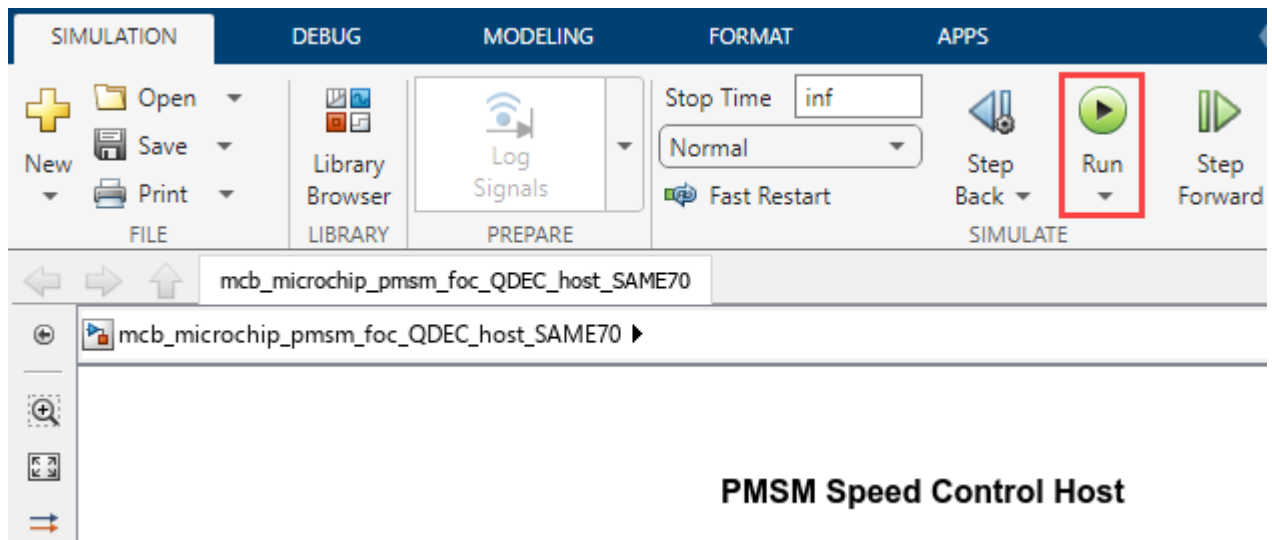 SIMULATION DEBUG MODELING FORMAT APPS
Open Stop Time inf
Save Normal
New Library Log Step Run Step
Print Browser Signals Fast Restart Back Forward
FILE LIBRARY PREPARE SIMULATE
mcb_microchip_pmsm_foc_QDEC_host_SAME70
mcb_microchip_pmsm_foc_QDEC_host_SAME70
PMSM Speed Control Host